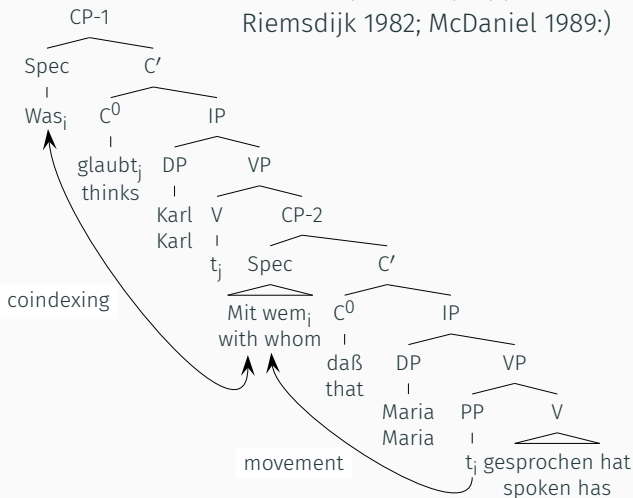 Riemsdijk 1982; McDaniel 1989:)
CP-1
Spec C′
Wasᵢ C⁰ IP
glaubtⱼ DP VP
thinks
Karl V CP-2
Karl
tⱼ Spec C′
coindexing
Mit wemᵢ C⁰ IP
with whom
daß DP VP
that
Maria PP V
Maria
movement
tᵢ gesprochen hat
spoken has